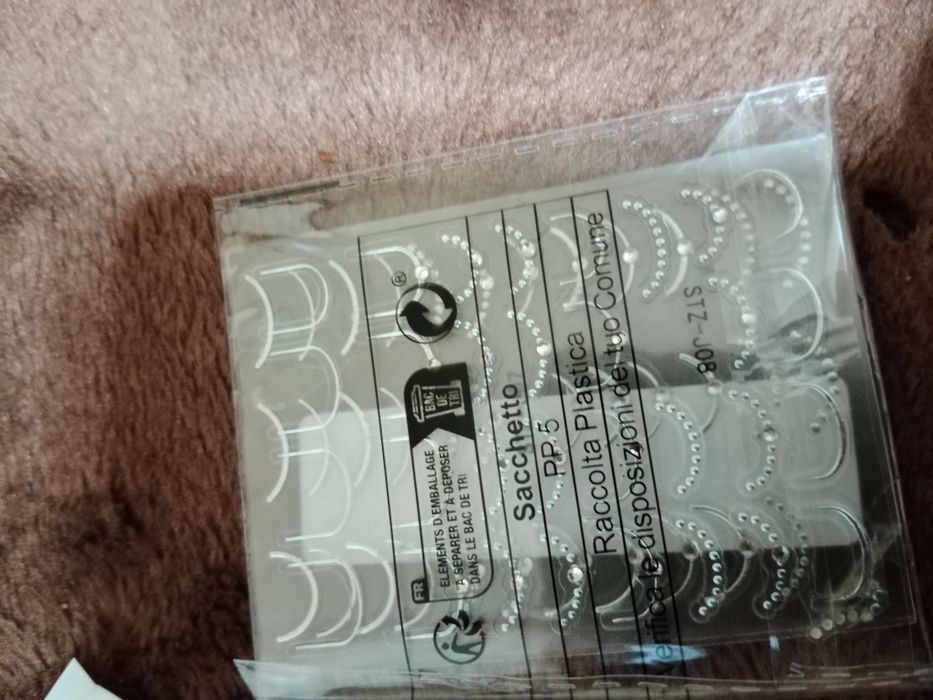 ®
BAC
DE
TRI
FR
ÉLÉMENTS D'EMBALLAGE
À SÉPARER ET À DÉPOSER
DANS LE BAC DE TRI
Sacchetto
PP 5
Raccolta Plastica
Verifica le disposizioni del tuo Comune
STZ-J08